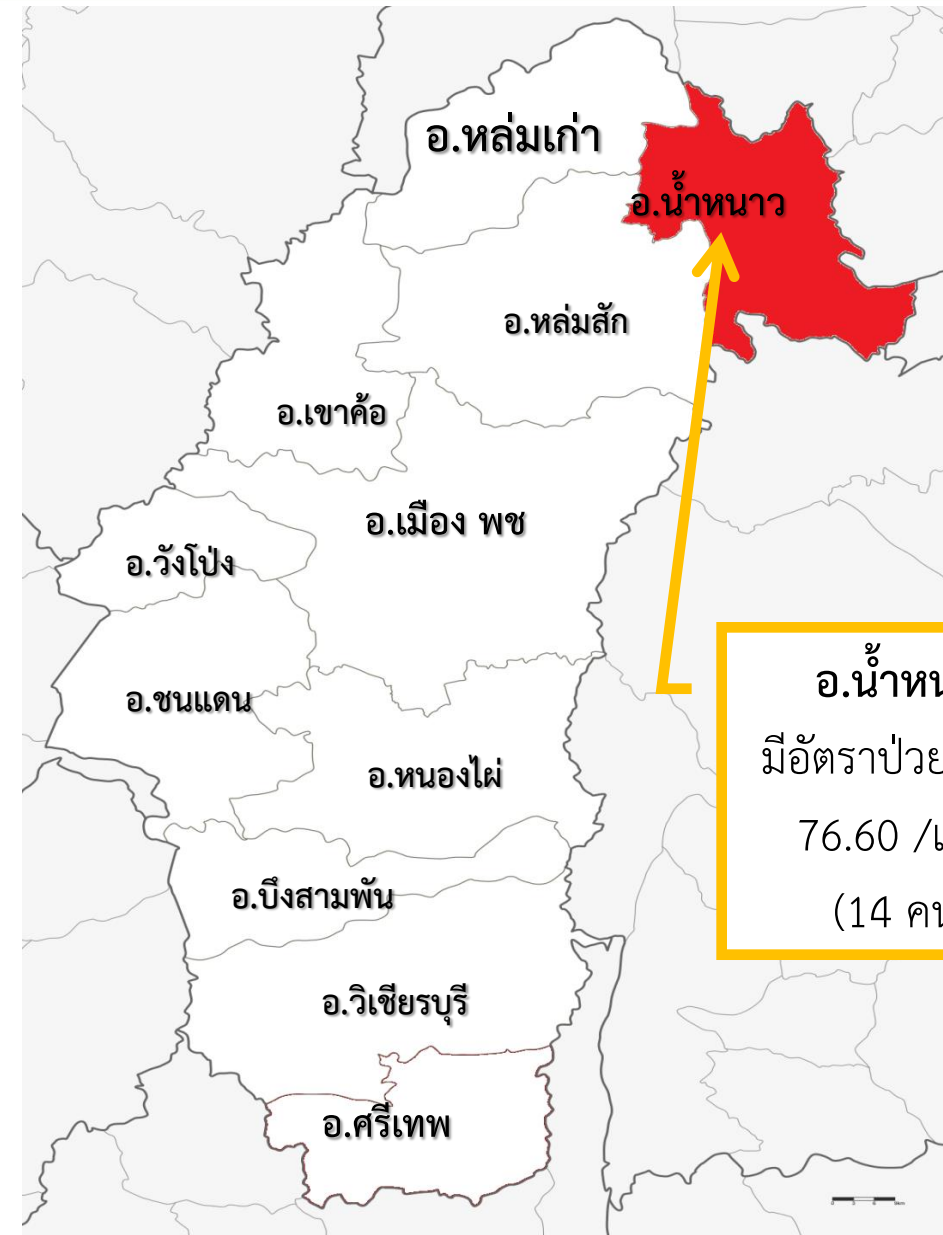 อ.หล่มเก่า
อ.น้ำหนาว
อ.หล่มสัก
อ.เขาค้อ
อ.เมือง พช
อ.วังโป่ง
อ.ชนแดน
อ.หนองไผ่
อ.บึงสามพัน
อ.วิเชียรบุรี
อ.ศรีเทพ
อ.น้ำหน
มีอัตราป่วย
76.60 /เ
(14 คน